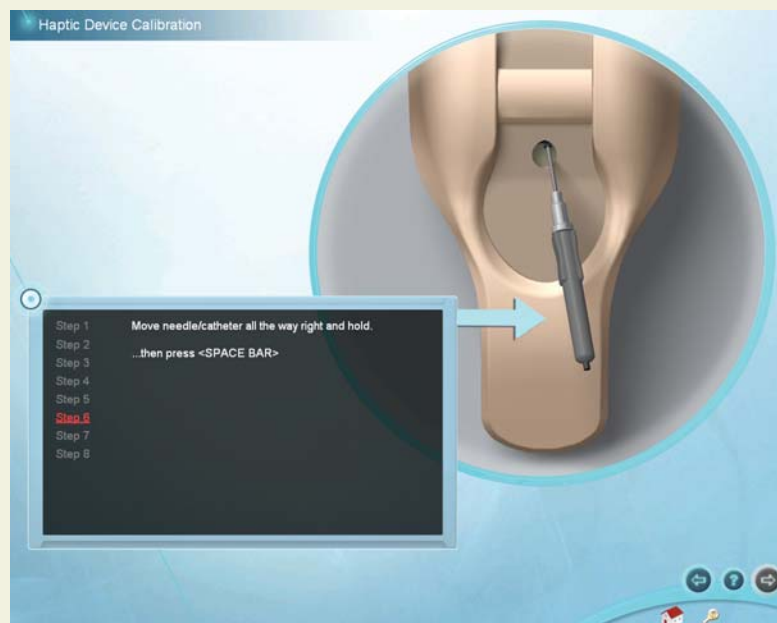 Haptic Device Calibration
Step 1
Move needle/catheter all the way right and hold.
Step 2
...then press <SPACE BAR>
Step 3
Step 4
Step 5
Step 6
Step 7
Step 8
?